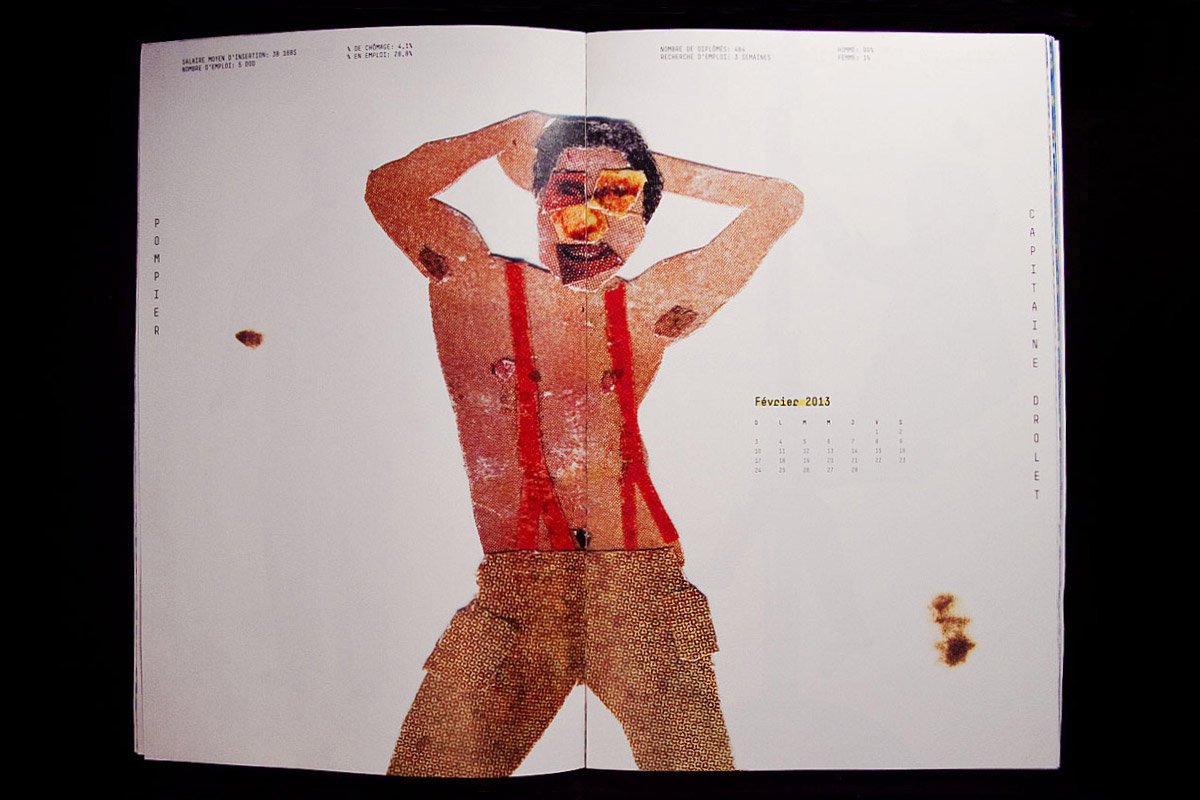 SALAIRE MOYEN D'INSERTION: 38 168$
NOMBRE D'EMPLOI: 5 000
% DE CHÔMAGE: 4,1%
% EN EMPLOI: 20,8%
NOMBRE DE DIPLÔMES: 484
RECHERCHE D'EMPLOI: 3 SEMAINES
HOMME: 99%
FEMME: 1%
POMPIER
CAPITAINE DROLET
Février 2013
D L M M J V S
1 2
3 4 5 6 7 8 9
10 11 12 13 14 15 16
17 18 19 20 21 22 23
24 25 26 27 28